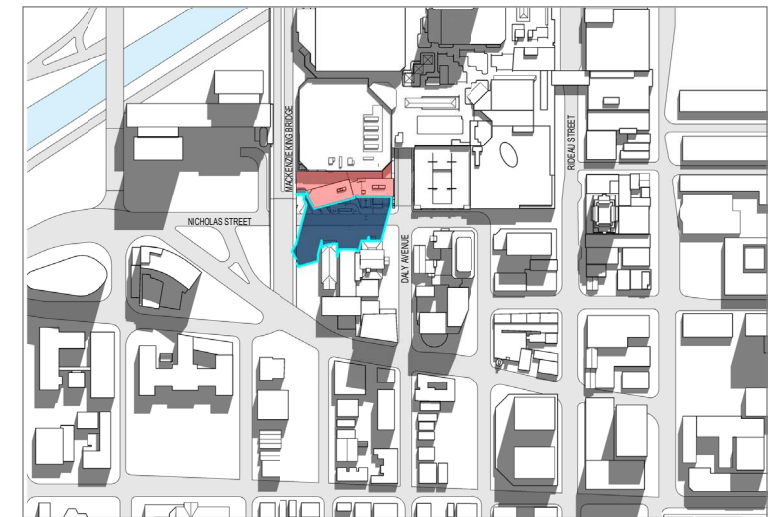 MACKENZIE KING BRIDGE
RIDEAU STREET
NICHOLAS STREET
DALY AVENUE